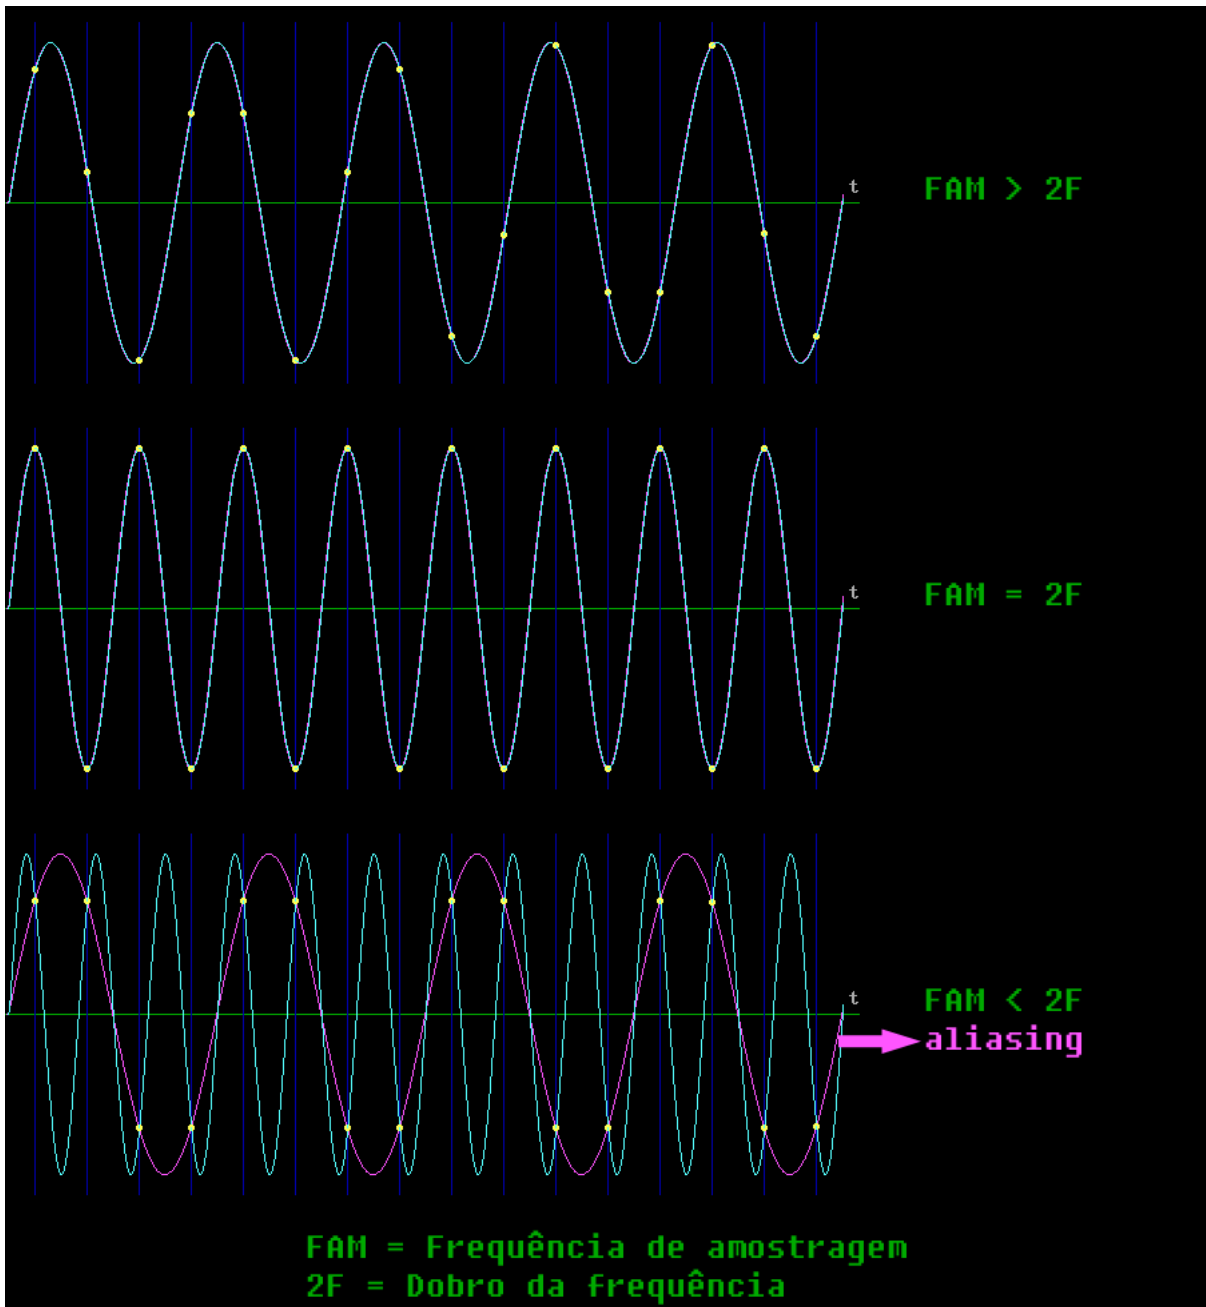 t
FAM > 2F
t
FAM = 2F
t
FAM < 2F
aliasing
FAM = Frequência de amostragem
2F = Dobro da frequência